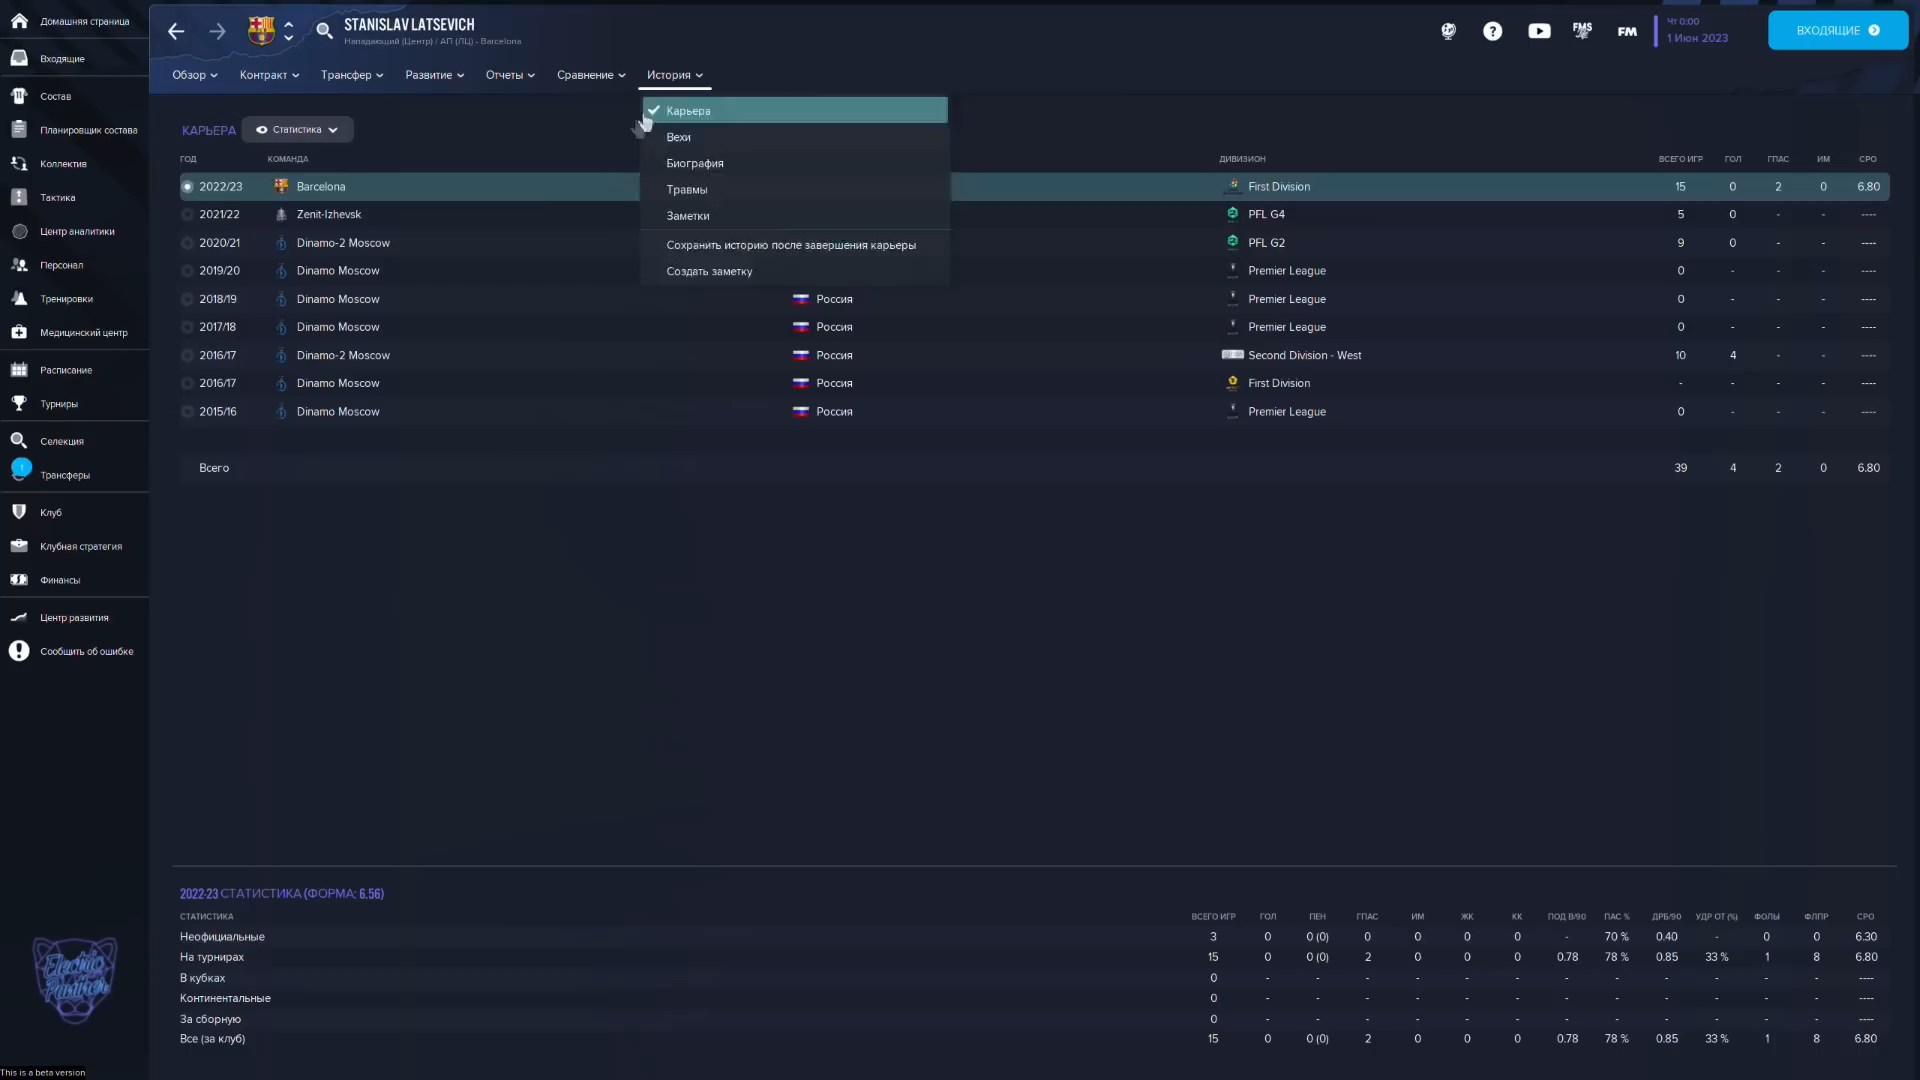 Домашняя страница
Входящие
Состав
Планировщик состава
Коллектив
Тактика
Центр аналитики
Персонал
Тренировки
Медицинский центр
Расписание
Турниры
Селекция
1
Трансферы
Клуб
Клубная стратегия
Финансы
Центр развития
Сообщить об ошибке
Electric Panther
This is a beta version
STANISLAV LATSEVICH
Нападающий (Центр) / АП (ЛЦ) - Barcelona
FMS
FM
Чт 0:00
1 Июн 2023
ВХОДЯЩИЕ
Обзор Контракт Трансфер Развитие Отчеты Сравнение История
Карьера
Вехи
Биография
Травмы
Заметки
Сохранить историю после завершения карьеры
Создать заметку
КАРЬЕРА Статистика
ГОД КОМАНДА ДИВИЗИОН ВСЕГО ИГР ГОЛ ГПАС ИМ СРО
2022/23 Barcelona First Division 15 0 2 0 6.80
2021/22 Zenit-Izhevsk PFL G4 5 0 - - ----
2020/21 Dinamo-2 Moscow PFL G2 9 0 - - ----
2019/20 Dinamo Moscow Premier League 0 - - - ----
2018/19 Dinamo Moscow Россия Premier League 0 - - - ----
2017/18 Dinamo Moscow Россия Premier League 0 - - - ----
2016/17 Dinamo-2 Moscow Россия Second Division - West 10 4 - - ----
2016/17 Dinamo Moscow Россия First Division - - - - ----
2015/16 Dinamo Moscow Россия Premier League 0 - - - ----
Всего 39 4 2 0 6.80
2022-23 СТАТИСТИКА (ФОРМА: 6.56)
СТАТИСТИКА ВСЕГО ИГР ГОЛ ПЕН ГПАС ИМ ЖК КК ПОД В/90 ПАС % ДРБ/90 УДР ОТ (%) ФОЛЫ ФЛПР СРО
Неофициальные 3 0 0 (0) 0 0 0 0 - 70 % 0.40 - 0 0 6.30
На турнирах 15 0 0 (0) 2 0 0 0 0.78 78 % 0.85 33 % 1 8 6.80
В кубках 0 - - - - - - - - - - - - ----
Континентальные 0 - - - - - - - - - - - - ----
За сборную 0 - - - - - - - - - - - - ----
Все (за клуб) 15 0 0 (0) 2 0 0 0 0.78 78 % 0.85 33 % 1 8 6.80